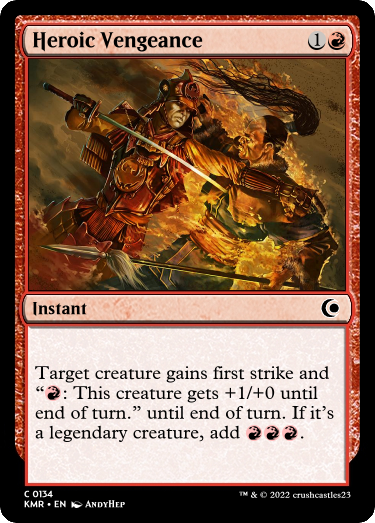 Heroic Vengeance 1
Instant
Target creature gains first strike and
“: This creature gets +1/+0 until
end of turn.” until end of turn. If it’s
a legendary creature, add .
C 0134
KMR • EN AndyHep
™ & © 2022 crushcastles23